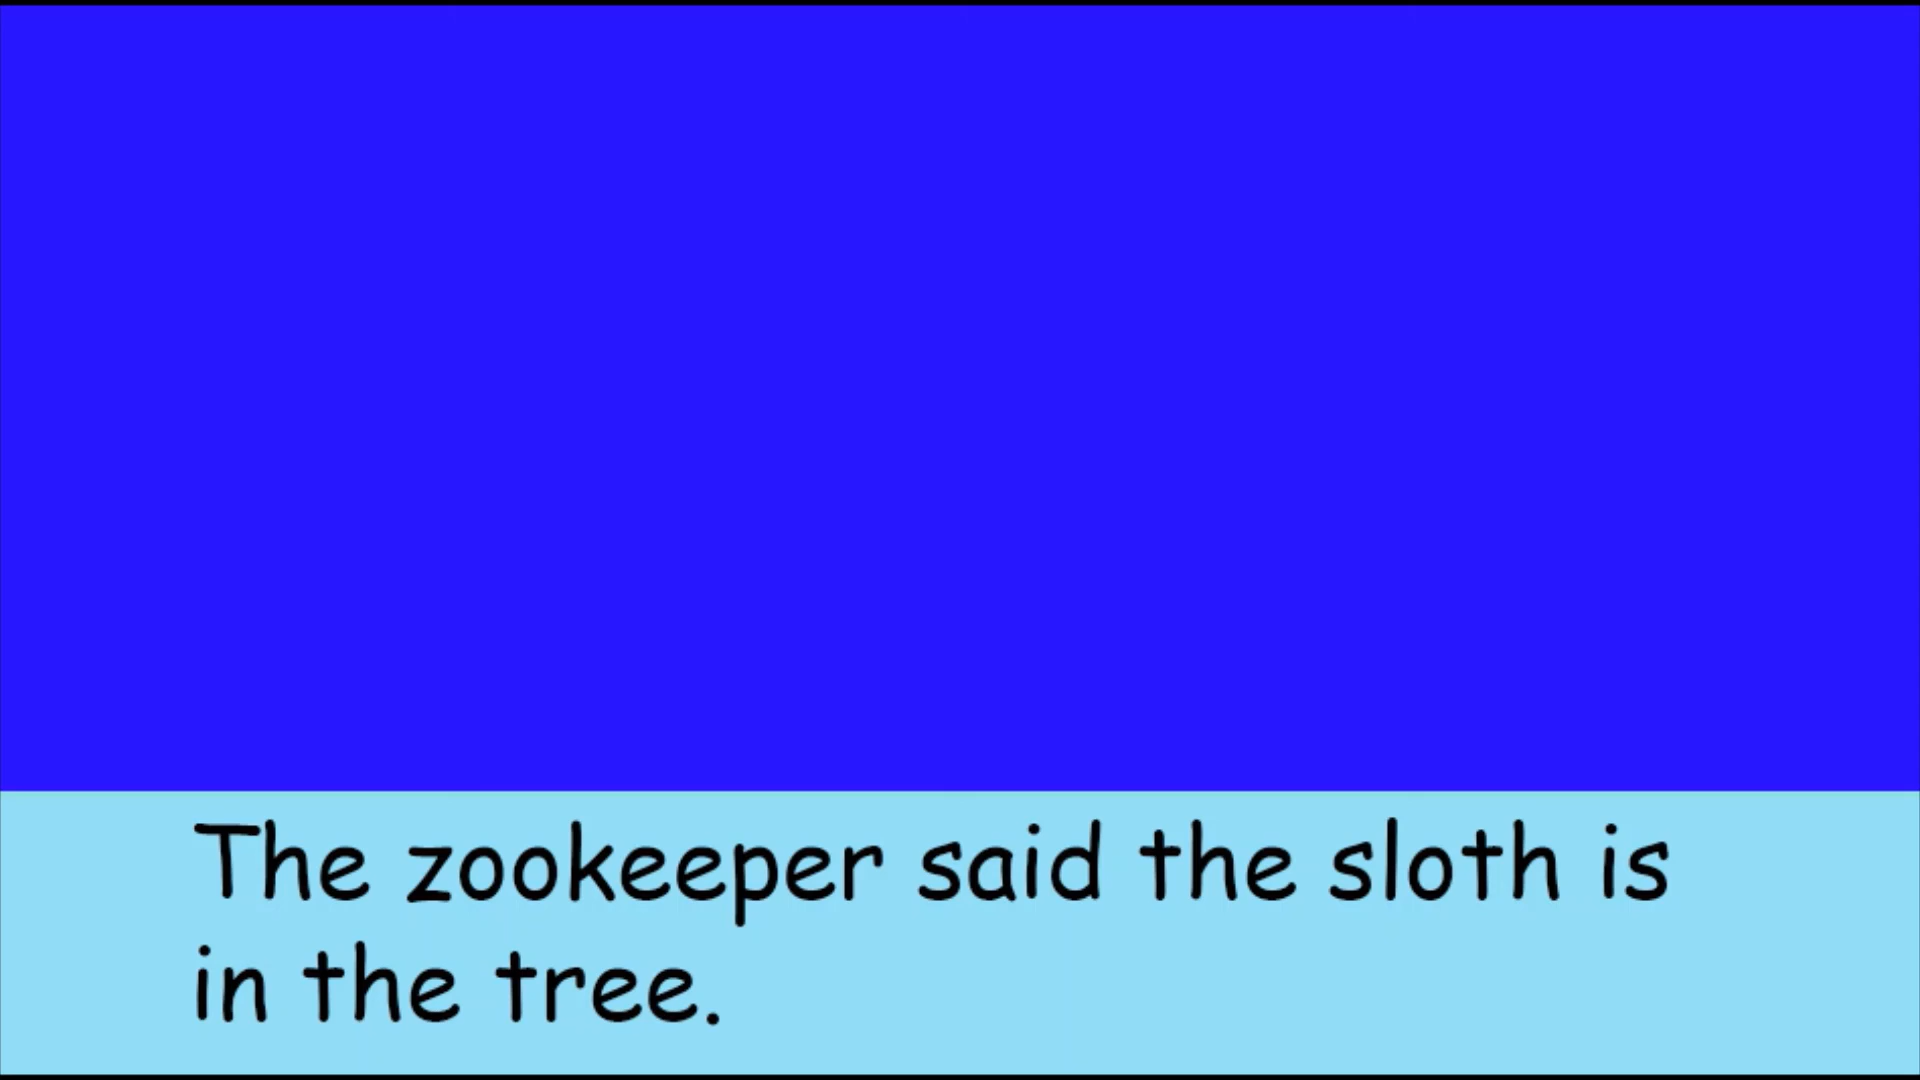 The zookeeper said the sloth is
in the tree.